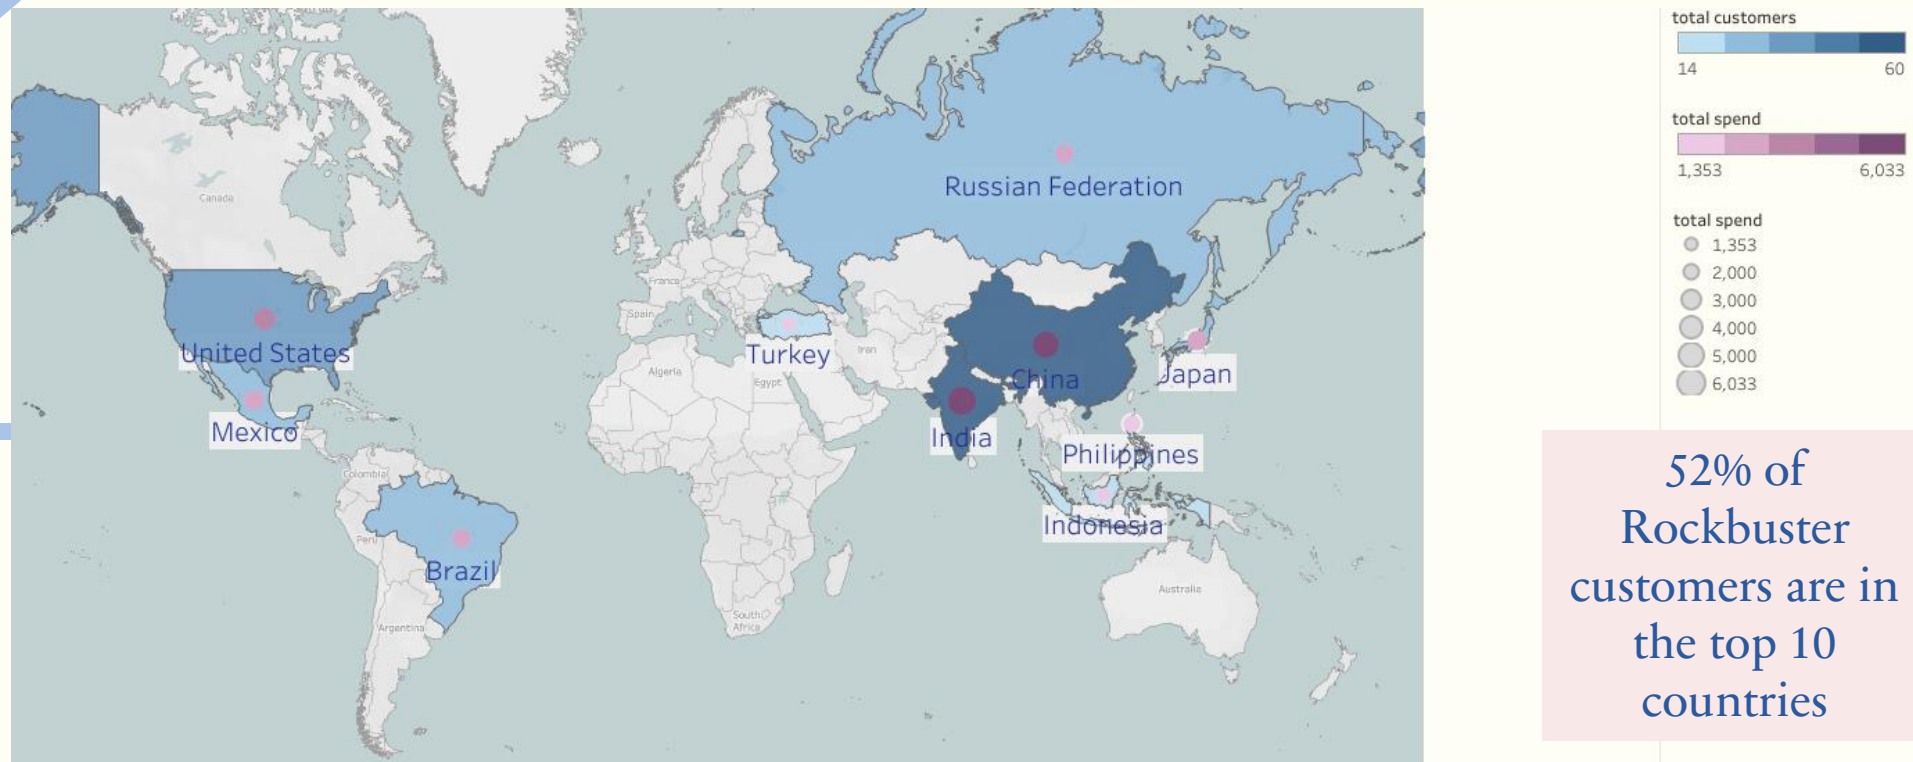 Canada
Russian Federation
France
Spain
United States
Turkey
Iran
China
Japan
Algeria
Egypt
Mexico
India
Philippines
Colombia
Indonesia
Peru
Brazil
Australia
South
Africa
Argentina
total customers
14 60
total spend
1,353 6,033
total spend
1,353
2,000
3,000
4,000
5,000
6,033
52% of
Rockbuster
customers are in
the top 10
countries